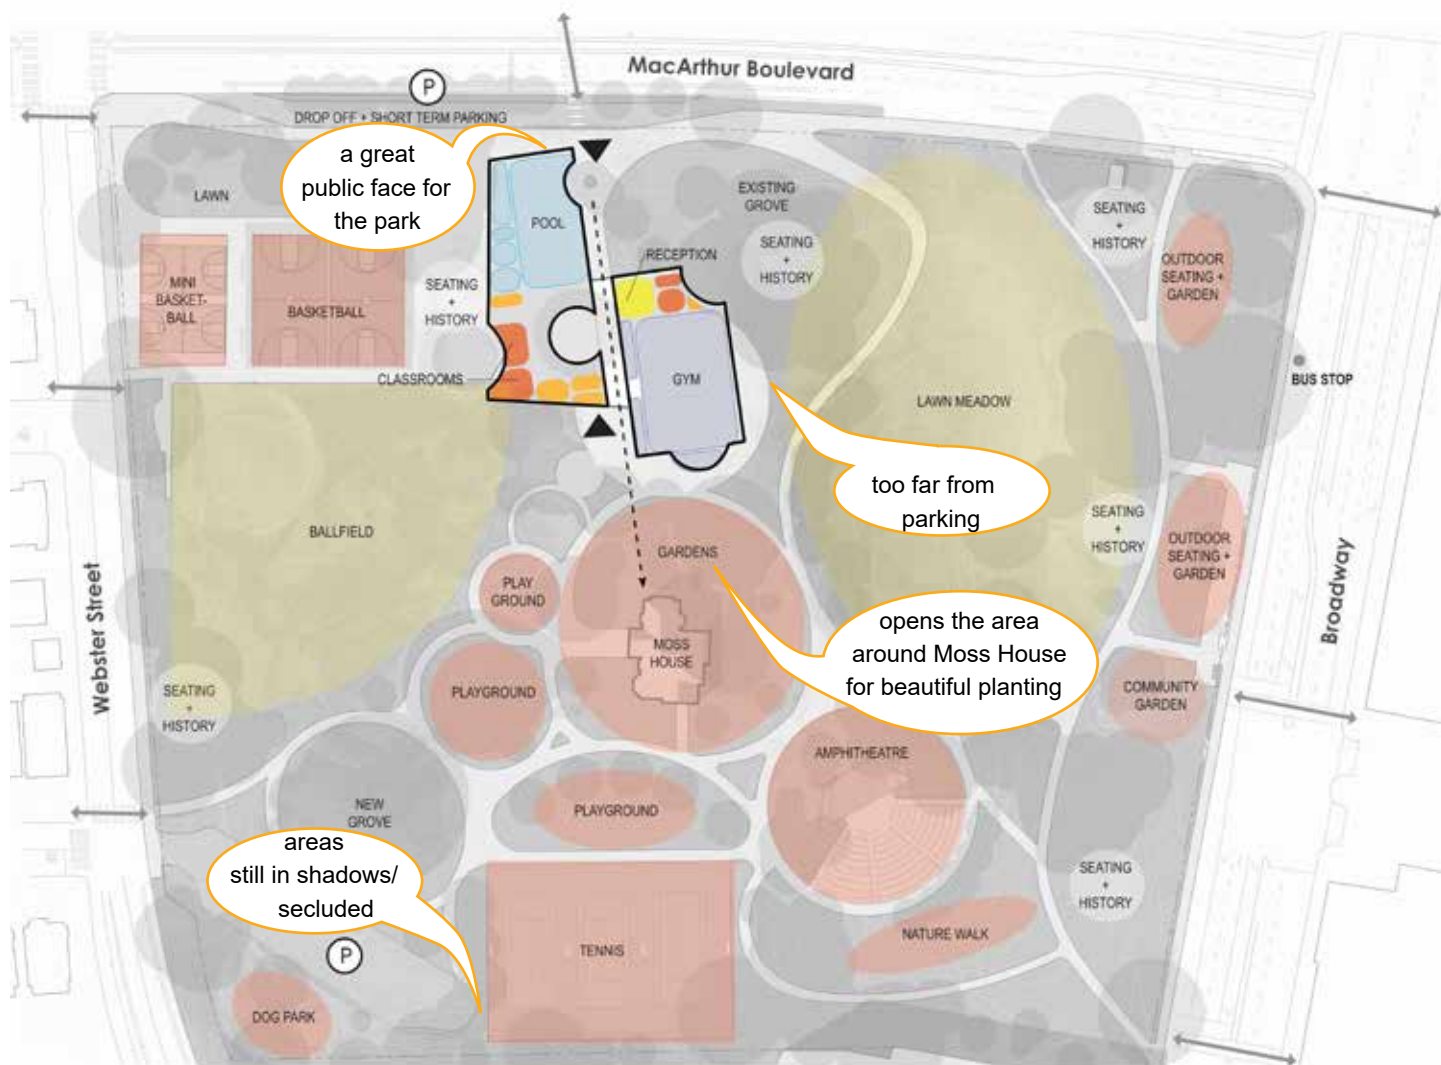 MacArthur Boulevard
P
DROP OFF + SHORT TERM PARKING
a great
public face for
the park
LAWN
POOL
EXISTING
GROVE
SEATING
+
HISTORY
SEATING
+
HISTORY
OUTDOOR
SEATING +
GARDEN
RECEPTION
MINI
BASKET-
BALL
BASKETBALL
SEATING
+
HISTORY
CLASSROOMS
GYM
LAWN MEADOW
BUS STOP
too far from
parking
BALLFIELD
SEATING
+
HISTORY
OUTDOOR
SEATING +
GARDEN
GARDENS
PLAY
GROUND
Webster Street
Broadway
MOSS
HOUSE
opens the area
around Moss House
for beautiful planting
SEATING
+
HISTORY
PLAYGROUND
COMMUNITY
GARDEN
AMPHITHEATRE
NEW
GROVE
PLAYGROUND
areas
still in shadows/
secluded
SEATING
+
HISTORY
P
TENNIS
NATURE WALK
DOG PARK